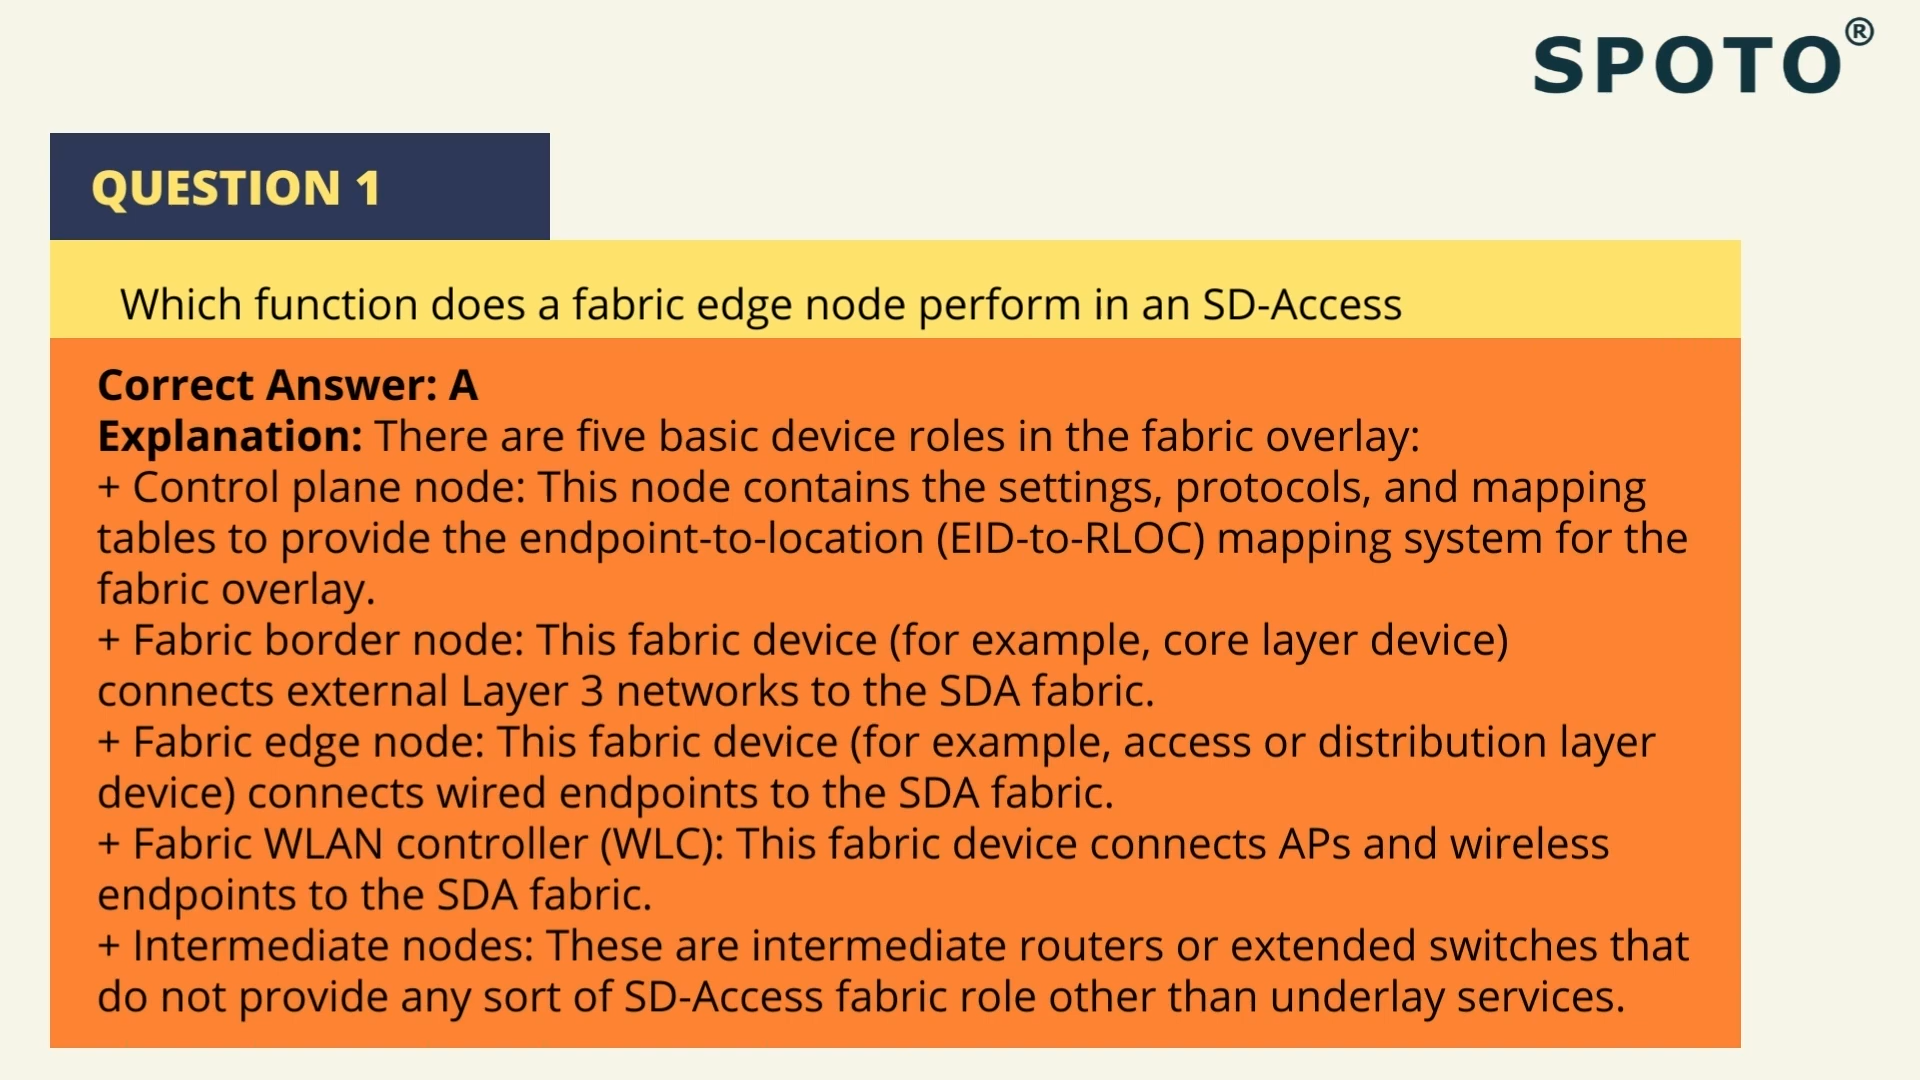 SPOTO®
QUESTION 1
Which function does a fabric edge node perform in an SD-Access
Correct Answer: A
Explanation: There are five basic device roles in the fabric overlay:
+ Control plane node: This node contains the settings, protocols, and mapping
tables to provide the endpoint-to-location (EID-to-RLOC) mapping system for the
fabric overlay.
+ Fabric border node: This fabric device (for example, core layer device)
connects external Layer 3 networks to the SDA fabric.
+ Fabric edge node: This fabric device (for example, access or distribution layer
device) connects wired endpoints to the SDA fabric.
+ Fabric WLAN controller (WLC): This fabric device connects APs and wireless
endpoints to the SDA fabric.
+ Intermediate nodes: These are intermediate routers or extended switches that
do not provide any sort of SD-Access fabric role other than underlay services.